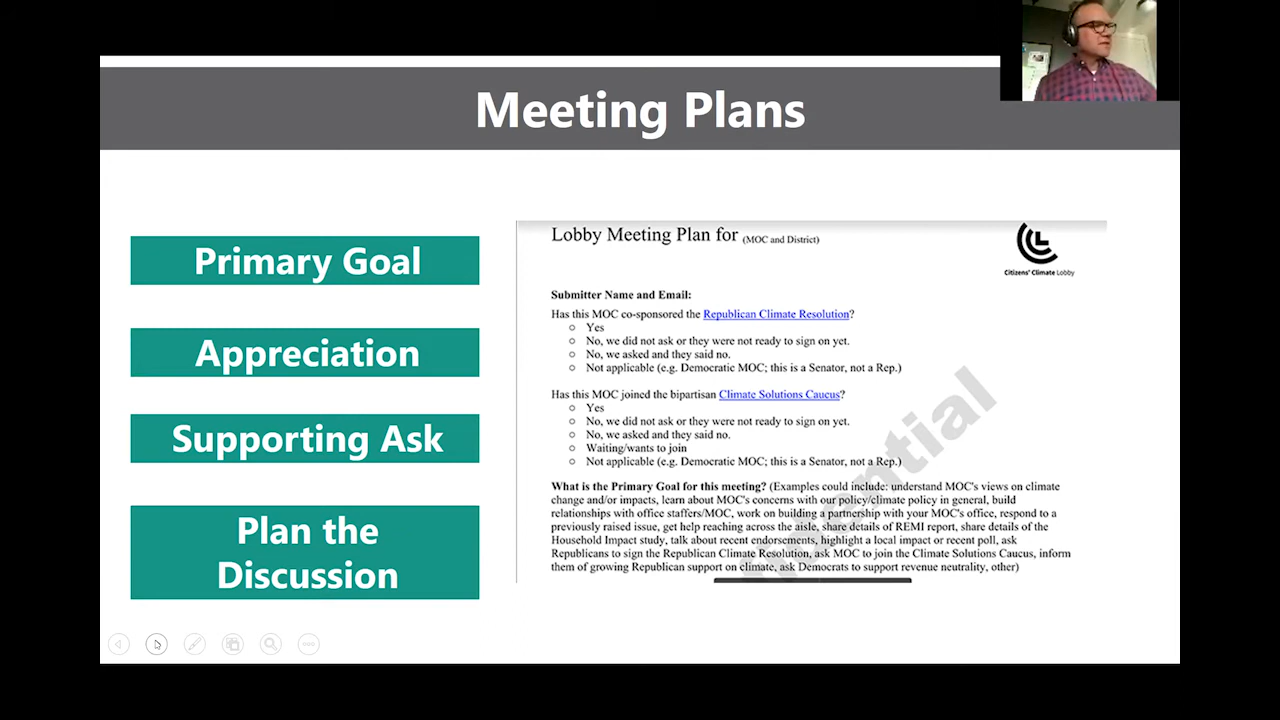 Meeting Plans
Primary Goal
Appreciation
Supporting Ask
Plan the
Discussion
Lobby Meeting Plan for (MOC and District)
Citizens' Climate Lobby
Submitter Name and Email:
Has this MOC co-sponsored the Republican Climate Resolution?
Yes
No, we did not ask or they were not ready to sign on yet.
No, we asked and they said no.
Not applicable (e.g. Democratic MOC; this is a Senator, not a Rep.)
Has this MOC joined the bipartisan Climate Solutions Caucus?
Yes
No, we did not ask or they were not ready to sign on yet.
No, we asked and they said no.
Waiting/wants to join
Not applicable (e.g. Democratic MOC; this is a Senator, not a Rep.)
What is the Primary Goal for this meeting? (Examples could include: understand MOC's views on climate
change and/or impacts, learn about MOC's concerns with our policy/climate policy in general, build
relationships with office staffers/MOC, work on building a partnership with your MOC's office, respond to a
previously raised issue, get help reaching across the aisle, share details of REMI report, share details of the
Household Impact study, talk about recent endorsements, highlight a local impact or recent poll, ask
Republicans to sign the Republican Climate Resolution, ask MOC to join the Climate Solutions Caucus, inform
them of growing Republican support on climate, ask Democrats to support revenue neutrality, other)